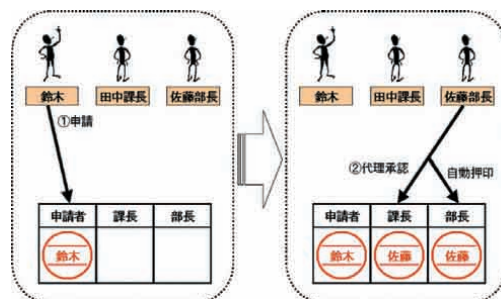 鈴木
田中課長
佐藤部長
①申請
申請者
課長
部長
鈴木
鈴木
田中課長
佐藤部長
②代理承認
自動押印
申請者
課長
部長
鈴木
佐藤
佐藤